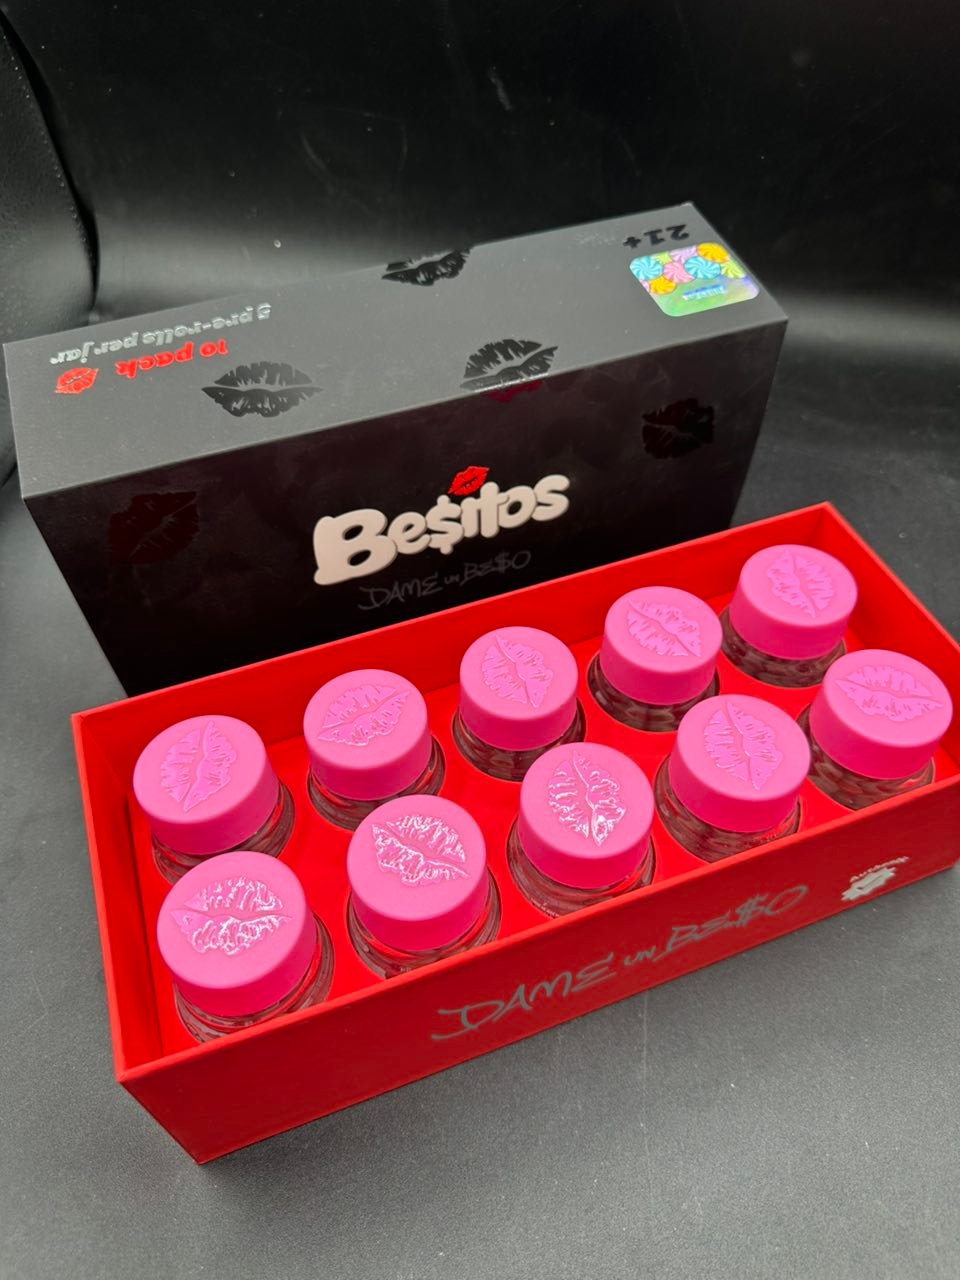 21+
10 pack
5 pre-rolls per jar
Be$itos
DAME UN BE$O
DAME UN BE$O